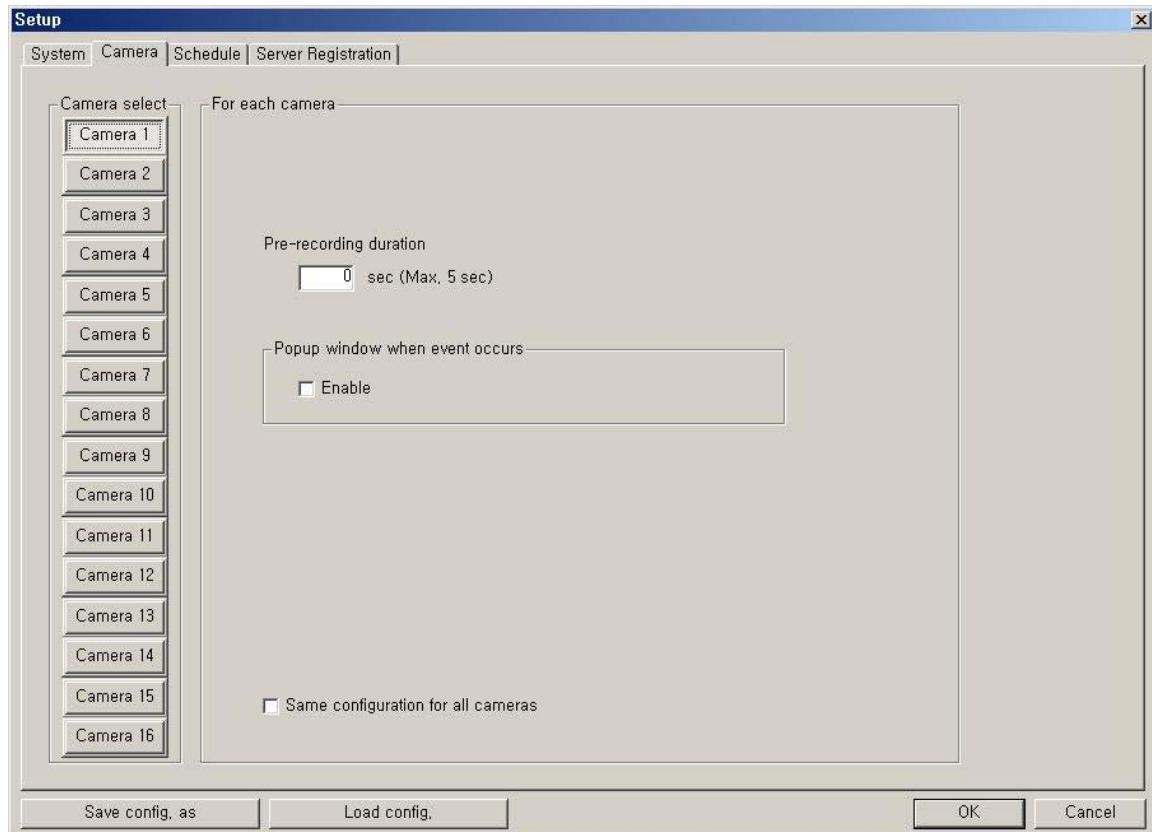 Setup
System Camera Schedule Server Registration
Camera select
Camera 1
Camera 2
Camera 3
Camera 4
Camera 5
Camera 6
Camera 7
Camera 8
Camera 9
Camera 10
Camera 11
Camera 12
Camera 13
Camera 14
Camera 15
Camera 16
For each camera
Pre-recording duration
0 sec (Max, 5 sec)
Popup window when event occurs
Enable
Same configuration for all cameras
Save config, as Load config, OK Cancel